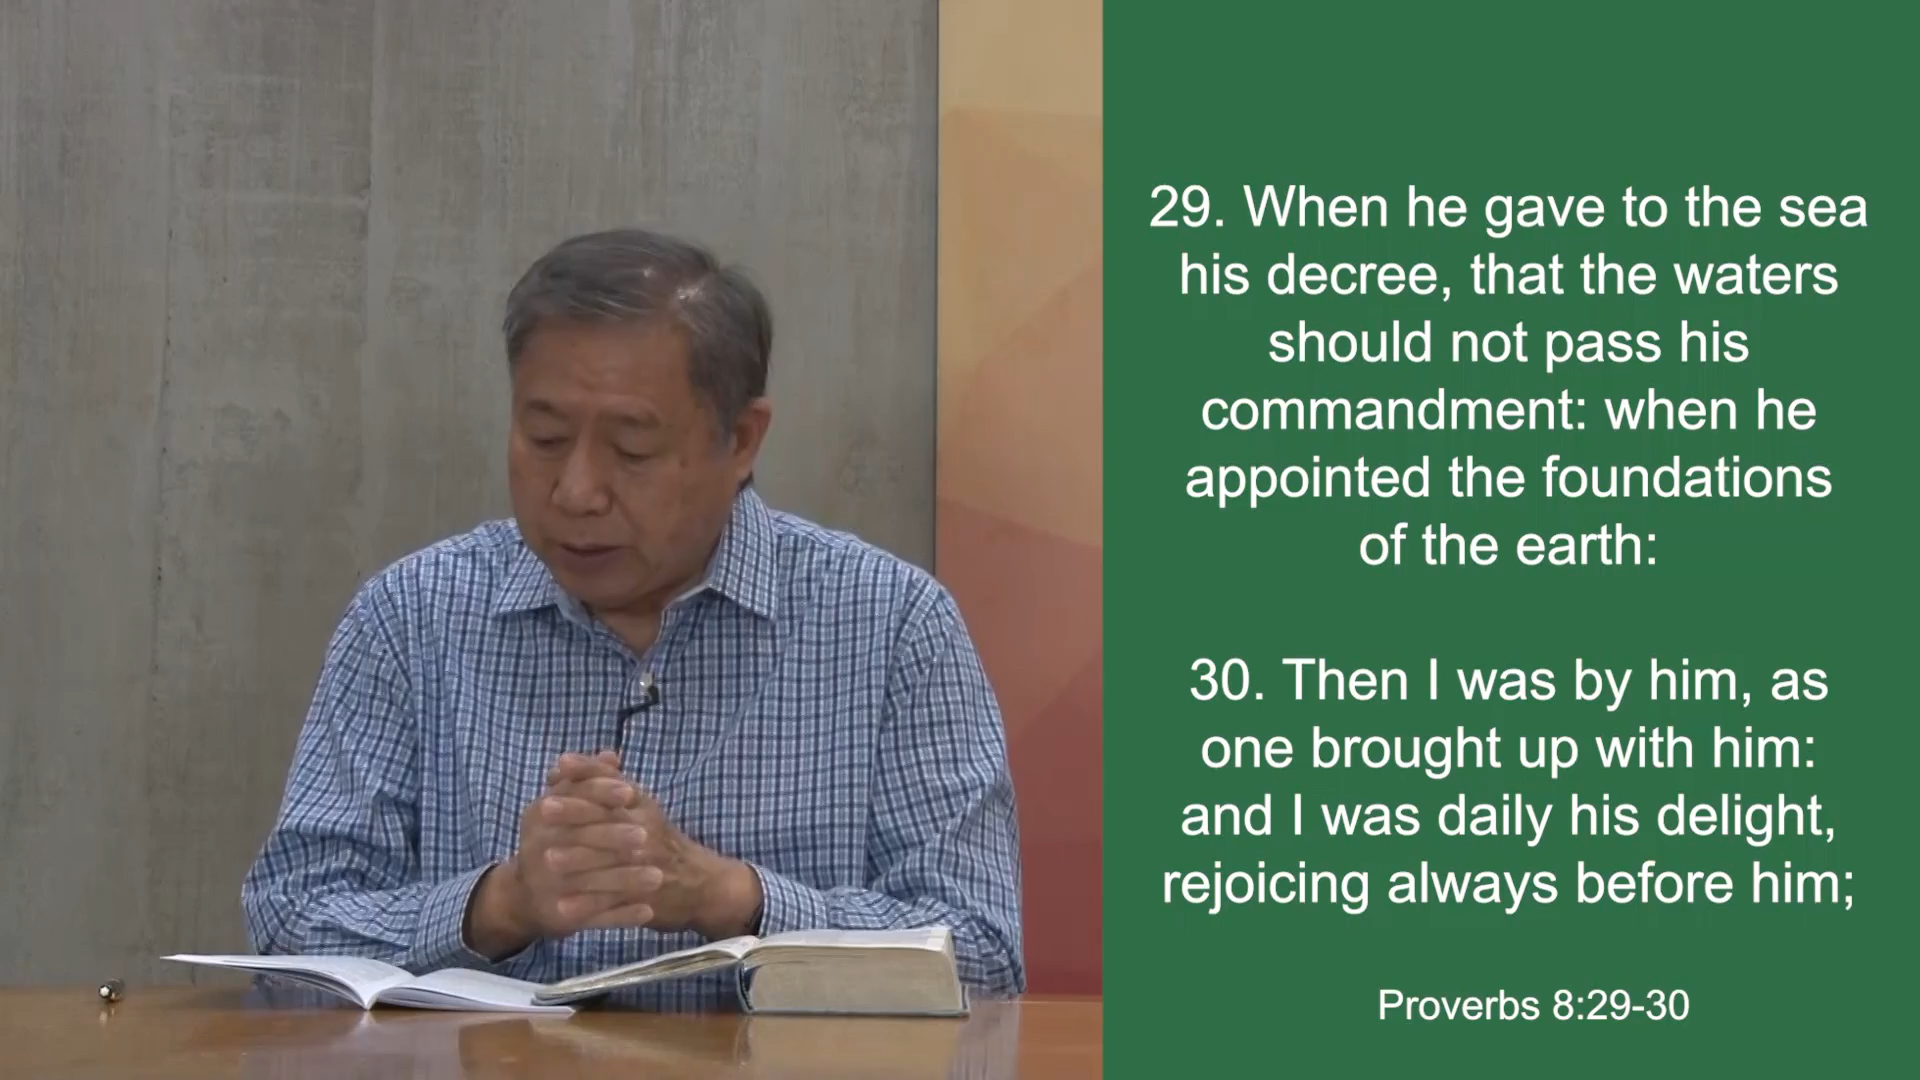 29. When he gave to the sea
his decree, that the waters
should not pass his
commandment: when he
appointed the foundations
of the earth:
30. Then I was by him, as
one brought up with him:
and I was daily his delight,
rejoicing always before him;
Proverbs 8:29-30